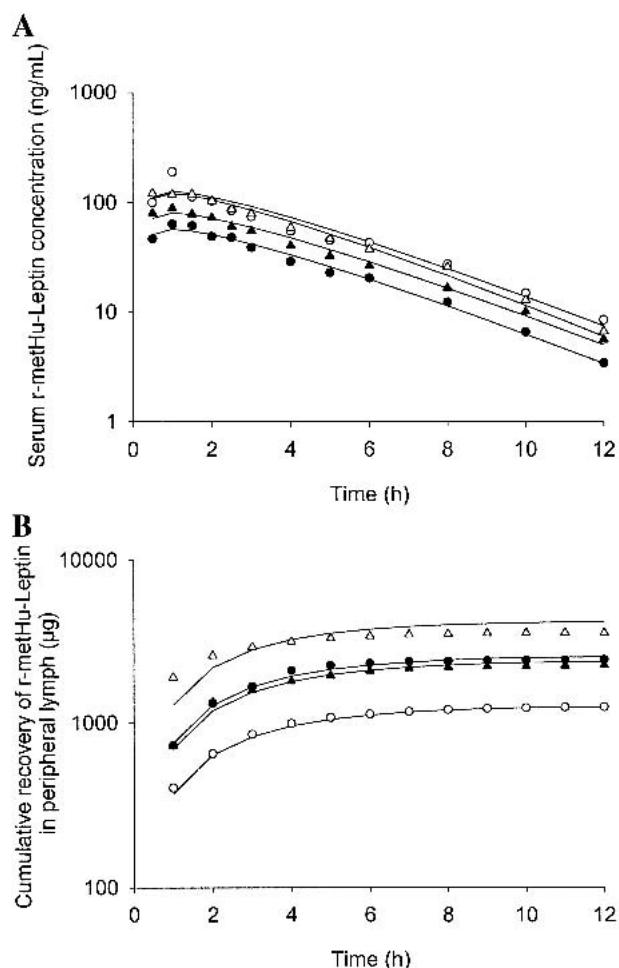 A
Serum r-metHu-Leptin concentration (ng/mL)
1000
100
10
1
0 2 4 6 8 10 12
Time (h)
B
Cumulative recovery of r-metHu-Leptin
in peripheral lymph (µg)
10000
1000
100
0 2 4 6 8 10 12
Time (h)